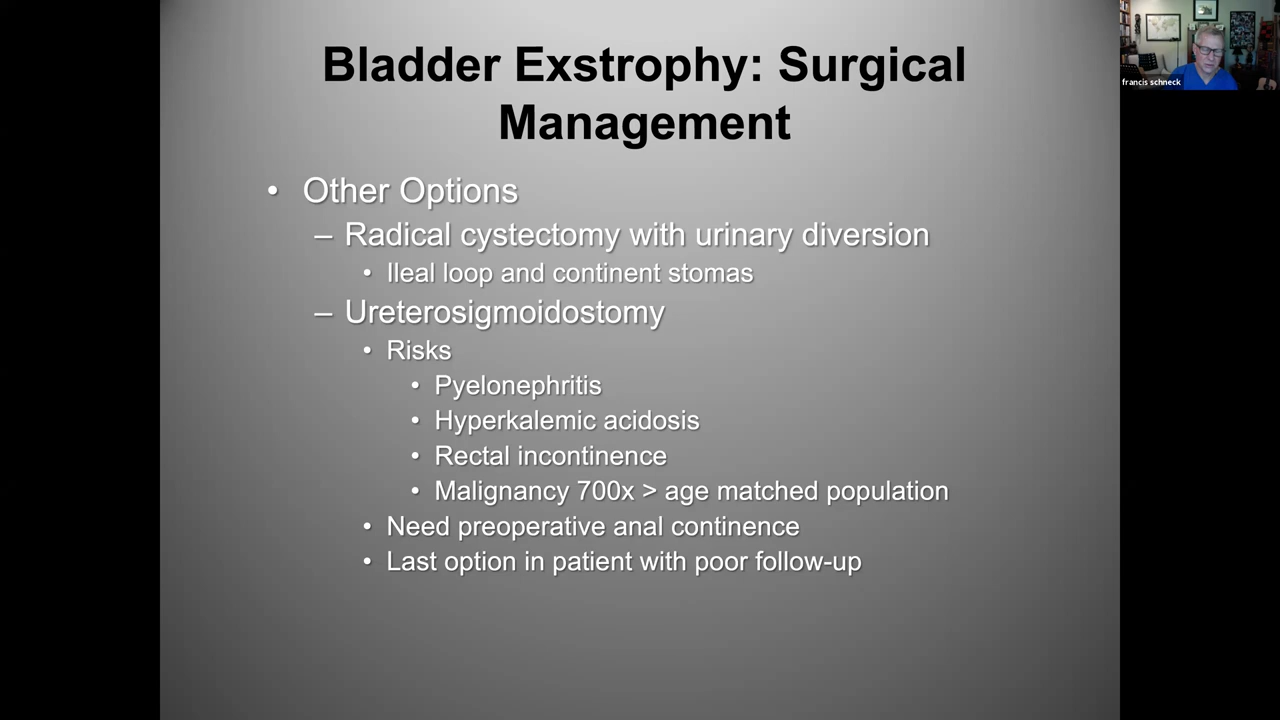 Bladder Exstrophy: Surgical
Management
• Other Options
– Radical cystectomy with urinary diversion
• Ileal loop and continent stomas
– Ureterosigmoidostomy
• Risks
• Pyelonephritis
• Hyperkalemic acidosis
• Rectal incontinence
• Malignancy 700x > age matched population
• Need preoperative anal continence
• Last option in patient with poor follow-up
francis schneck